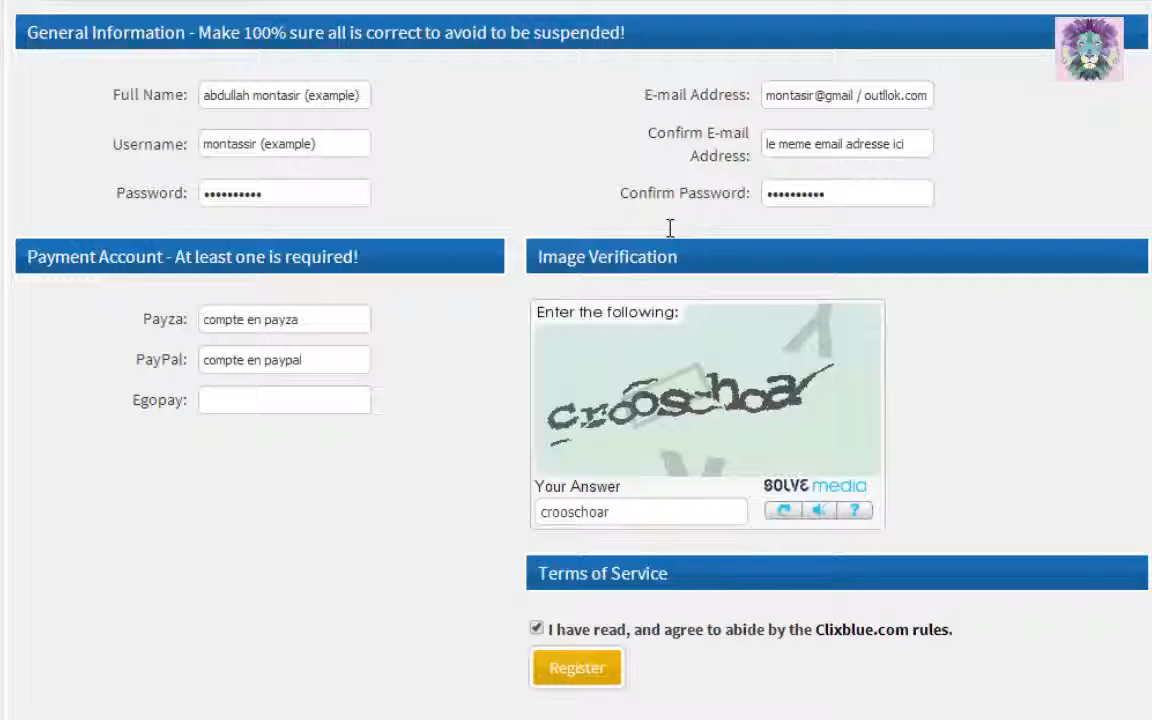 General Information - Make 100% sure all is correct to avoid to be suspended!
Full Name: abdullah montasir (example)
E-mail Address: montasir@gmail / outllok.com
Username: montassir (example)
Confirm E-mail Address: le meme email adresse ici
Password: ••••••••••
Confirm Password: ••••••••••
Payment Account - At least one is required!
Payza: compte en payza
PayPal: compte en paypal
Egopay:
Image Verification
Enter the following:
crooschoar
Your Answer
SOLVE media
crooschoar
?
Terms of Service
I have read, and agree to abide by the Clixblue.com rules.
Register